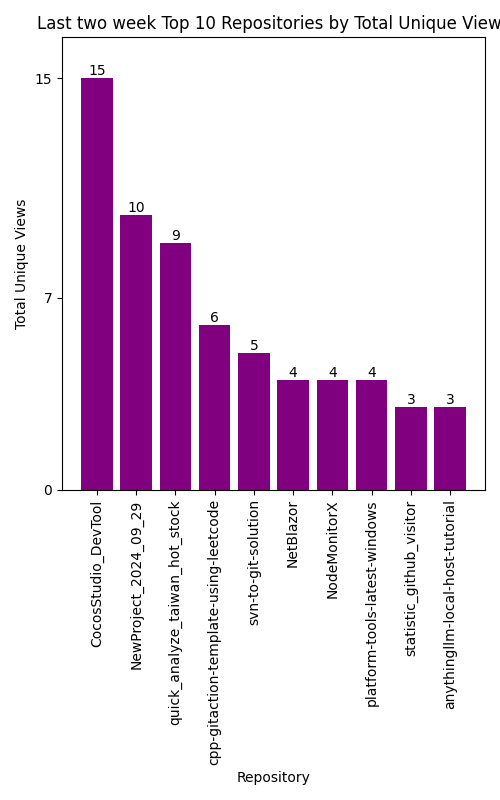 Last two week Top 10 Repositories by Total Unique View
Total Unique Views
15
7
0
15
10
9
6
5
4
4
4
3
3
CocosStudio_DevTool
NewProject_2024_09_29
quick_analyze_taiwan_hot_stock
cpp-gitaction-template-using-leetcode
svn-to-git-solution
NetBlazor
NodeMonitorX
platform-tools-latest-windows
statistic_github_visitor
anythingllm-local-host-tutorial
Repository